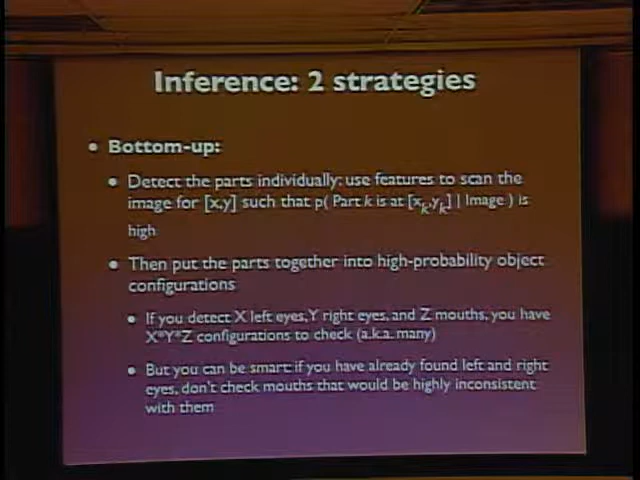 Inference: 2 strategies
• Bottom-up:
• Detect the parts individually: use features to scan the
image for [x,y] such that p( Part k is at [xk,yk] | Image ) is
high
• Then put the parts together into high-probability object
configurations
• If you detect X left eyes, Y right eyes, and Z mouths, you have
X*Y*Z configurations to check (a.k.a. many)
• But you can be smart: if you have already found left and right
eyes, don't check mouths that would be highly inconsistent
with them